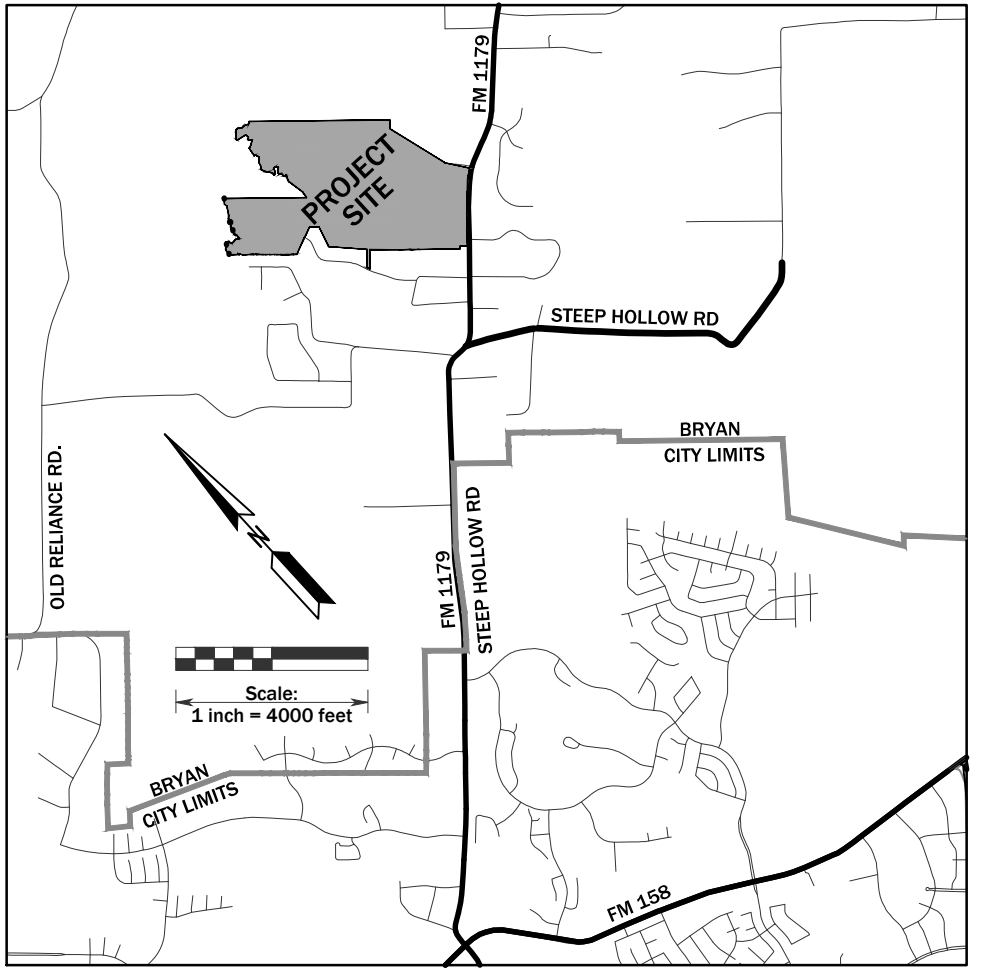 FM 1179
PROJECT
SITE
STEEP HOLLOW RD
BRYAN
CITY LIMITS
OLD RELIANCE RD.
N
FM 1179
STEEP HOLLOW RD
Scale:
1 inch = 4000 feet
BRYAN
CITY LIMITS
FM 158